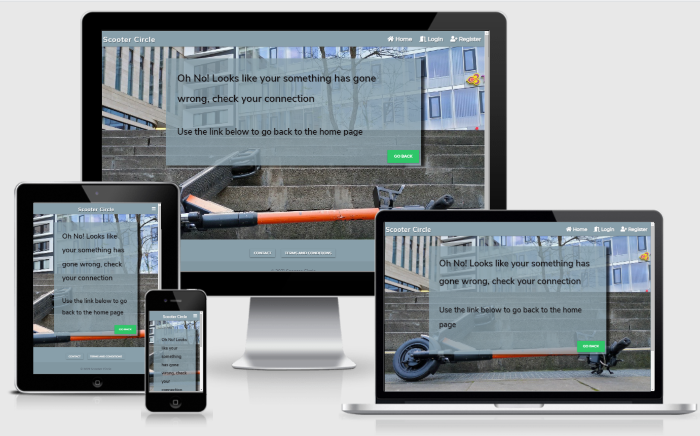 Scooter Circle
Home Login Register
Oh No! Looks like your something has gone
wrong, check your connection
Use the link below to go back to the home page
GO BACK
CONTACT TERMS AND CONDITIONS
Scooter Circle
Oh No! Looks like
your something has
gone wrong, check
your connection
Use the link below to go
back to the home page
GO BACK
CONTACT TERMS AND CONDITIONS
Scooter Circle
Oh No! Looks
like your
something
has gone
wrong, check
your
connection
Scooter Circle
Home Login Register
Oh No! Looks like your something has gone
wrong, check your connection
Use the link below to go back to the home
page
GO BACK